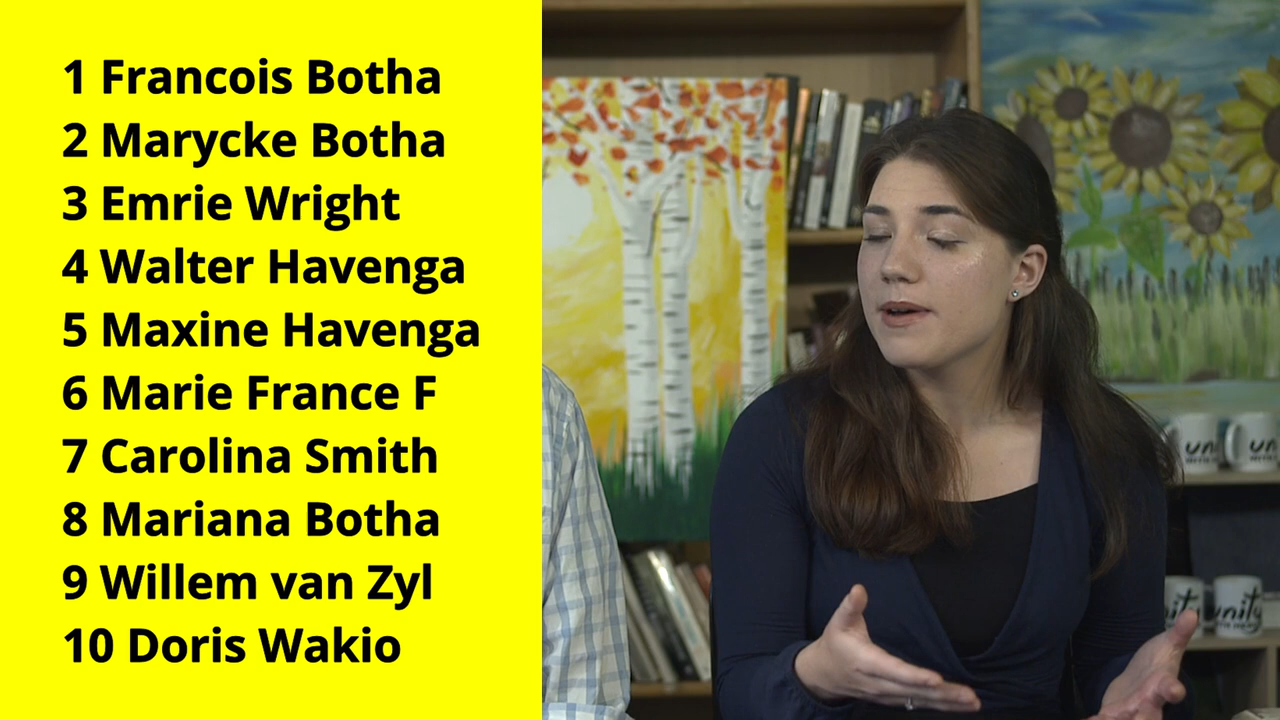 1 Francois Botha
2 Marycke Botha
3 Emrie Wright
4 Walter Havenga
5 Maxine Havenga
6 Marie France F
7 Carolina Smith
8 Mariana Botha
9 Willem van Zyl
10 Doris Wakio
unity